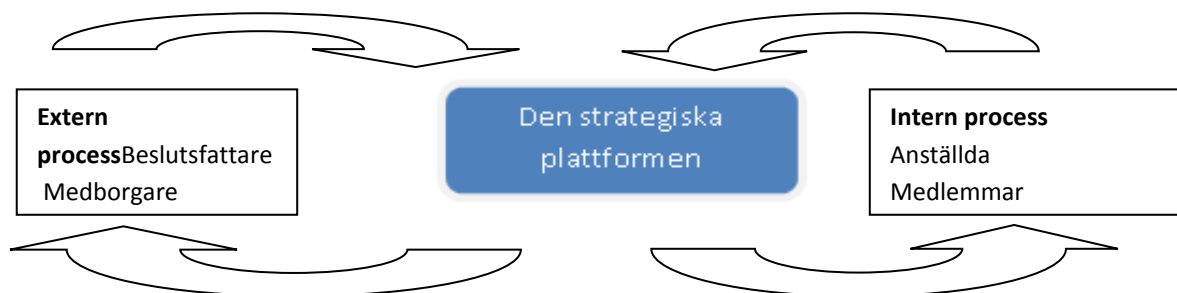 Extern
processBeslutsfattare
Medborgare
Den strategiska
plattformen
Intern process
Anställda
Medlemmar